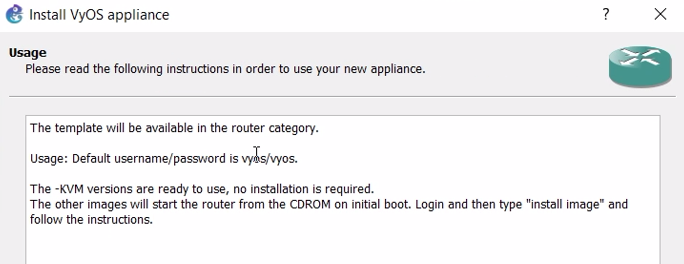 Install VyOS appliance
?
Usage
Please read the following instructions in order to use your new appliance.
The template will be available in the router category.
Usage: Default username/password is vyos/vyos.
The -KVM versions are ready to use, no installation is required.
The other images will start the router from the CDROM on initial boot. Login and then type "install image" and
follow the instructions.